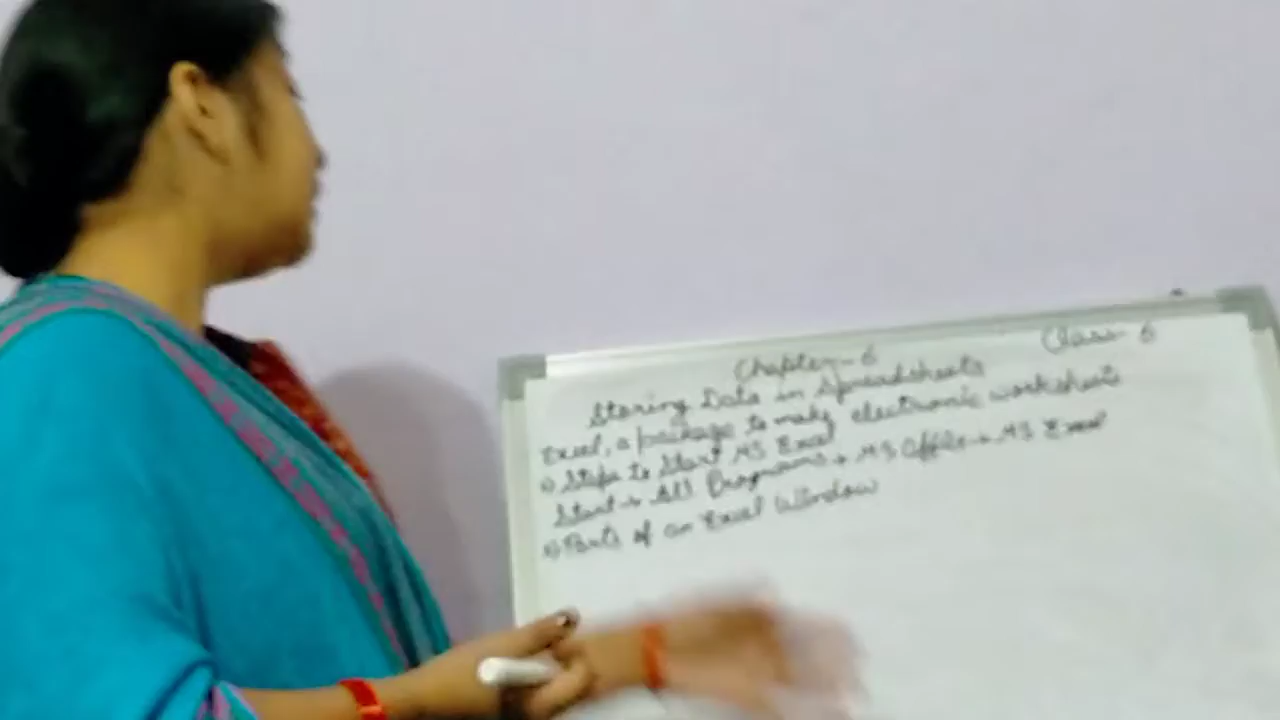 Chapter-6
Class-6
Storing Data in Spreadsheets
Excel, a package to make electronic worksheets
Steps to Start MS Excel
Start → All Programs → MS Office → MS Excel
Parts of an Excel Window